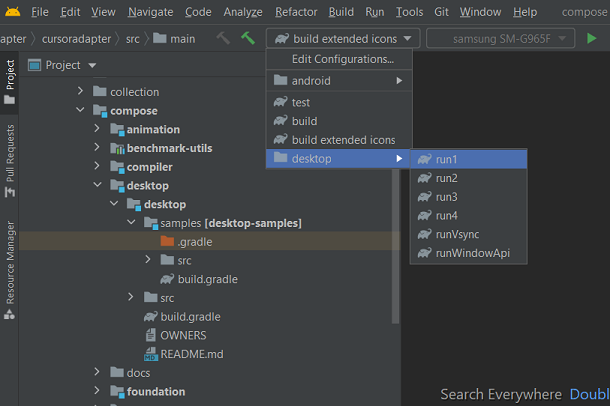 File Edit View Navigate Code Analyze Refactor Build Run Tools Git Window Help compose
apter cursoradapter src main build extended icons samsung SM-G965F
Project
Edit Configurations...
android
test
build
build extended icons
desktop
run1
run2
run3
run4
runVsync
runWindowApi
collection
compose
animation
benchmark-utils
compiler
desktop
desktop
samples [desktop-samples]
.gradle
src
build.gradle
src
build.gradle
OWNERS
README.md
docs
foundation
Project
Pull Requests
Resource Manager
Search Everywhere Doubl